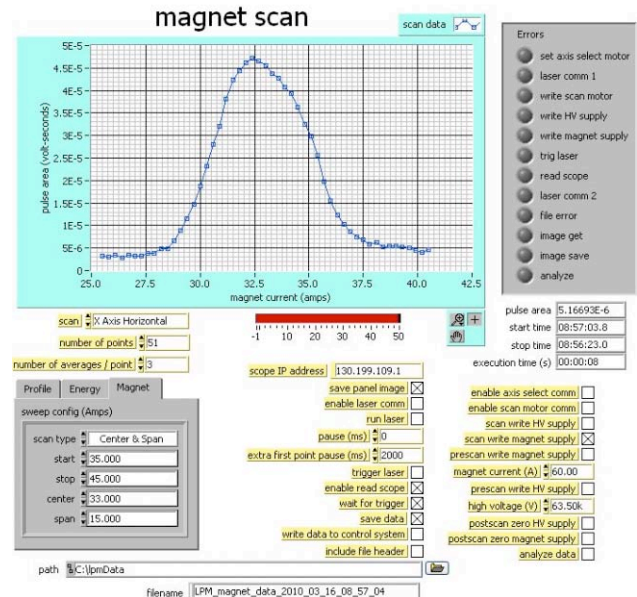 magnet scan
scan data
5E-5
4.5E-5
4E-5
3.5E-5
3E-5
2.5E-5
2E-5
1.5E-5
1E-5
5E-6
0
pulse area (volt-seconds)
25.0 27.5 30.0 32.5 35.0 37.5 40.0 42.5
magnet current (amps)
Errors
set axis select motor
laser comm 1
write scan motor
write HV supply
write magnet supply
trig laser
read scope
laser comm 2
file error
image get
image save
analyze
pulse area 5.16693E-6
start time 08:57:03.8
stop time 08:56:23.0
execution time (s) 00:00:08
scan X Axis Horizontal
number of points 51
number of averages / point 3
-1 10 20 30 40 50
Profile Energy Magnet
sweep config (Amps)
scan type Center & Span
start 35.000
stop 45.000
center 33.000
span 15.000
scope IP address 130.199.109.1
save panel image
enable laser comm
run laser
pause (ms) 0
extra first point pause (ms) 2000
trigger laser
enable read scope
wait for trigger
save data
write data to control system
include file header
enable axis select comm
enable scan motor comm
scan write HV supply
scan write magnet supply
prescan write magnet supply
magnet current (A) 60.00
prescan write HV supply
high voltage (V) 63.50k
postscan zero HV supply
postscan zero magnet supply
analyze data
path C:\lpmData
filename LPM_magnet_data_2010_03_16_08_57_04